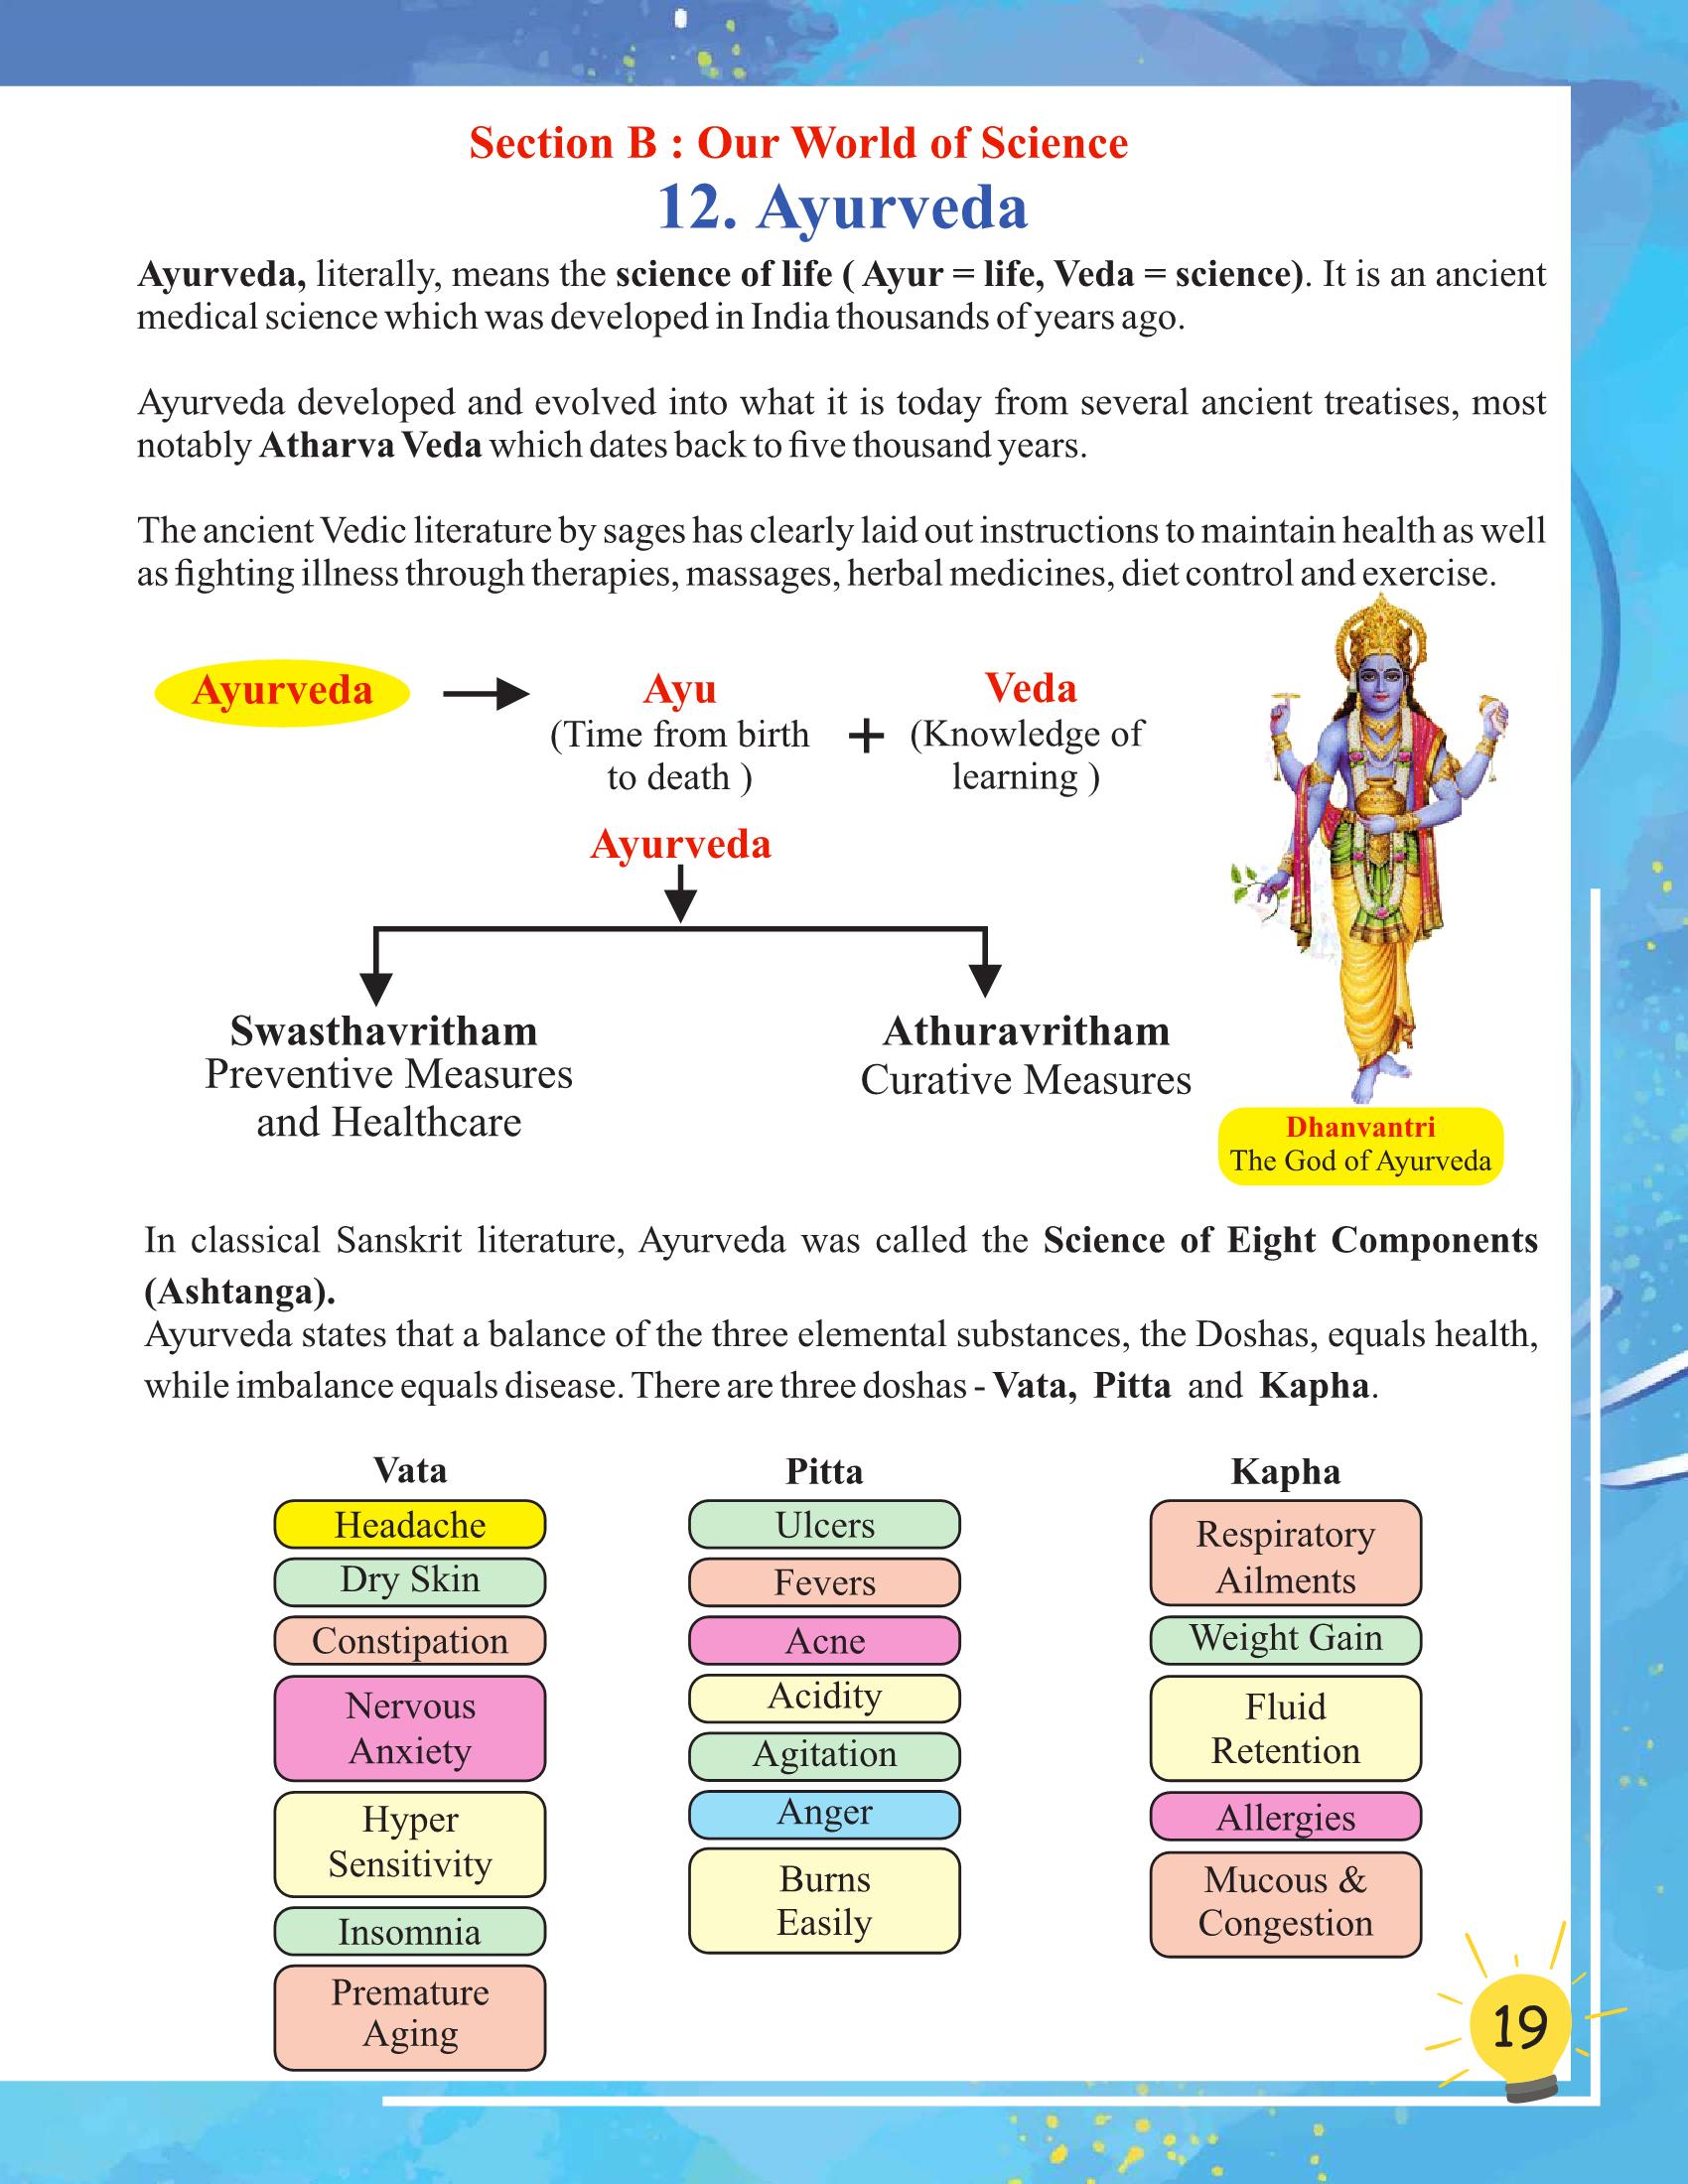 Section B : Our World of Science
12. Ayurveda
Ayurveda, literally, means the science of life ( Ayur = life, Veda = science). It is an ancient
medical science which was developed in India thousands of years ago.
Ayurveda developed and evolved into what it is today from several ancient treatises, most
notably Atharva Veda which dates back to five thousand years.
The ancient Vedic literature by sages has clearly laid out instructions to maintain health as well
as fighting illness through therapies, massages, herbal medicines, diet control and exercise.
Ayurveda
Ayu
(Time from birth
to death )
+
Veda
(Knowledge of
learning )
Ayurveda
Swasthavritham
Preventive Measures
and Healthcare
Athuravritham
Curative Measures
Dhanvantri
The God of Ayurveda
In classical Sanskrit literature, Ayurveda was called the Science of Eight Components
(Ashtanga).
Ayurveda states that a balance of the three elemental substances, the Doshas, equals health,
while imbalance equals disease. There are three doshas - Vata, Pitta and Kapha.
Vata
Headache
Dry Skin
Constipation
Nervous
Anxiety
Hyper
Sensitivity
Insomnia
Premature
Aging
Pitta
Ulcers
Fevers
Acne
Acidity
Agitation
Anger
Burns
Easily
Kapha
Respiratory
Ailments
Weight Gain
Fluid
Retention
Allergies
Mucous &
Congestion
19